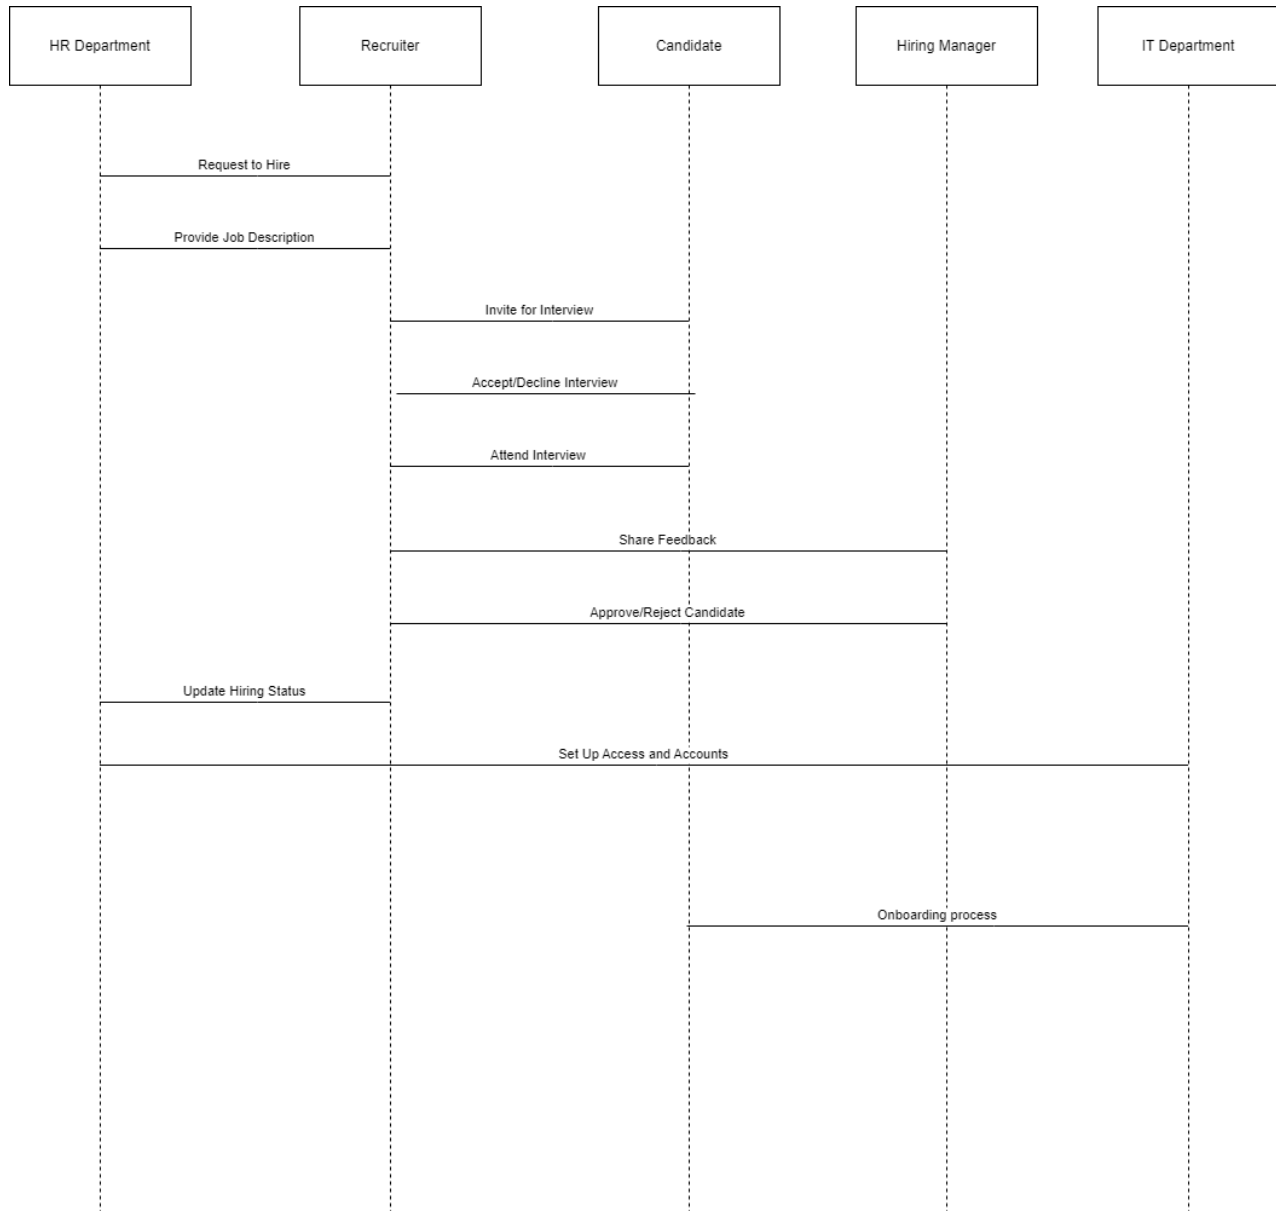 HR Department
Recruiter
Candidate
Hiring Manager
IT Department
Request to Hire
Provide Job Description
Invite for Interview
Accept/Decline Interview
Attend Interview
Share Feedback
Approve/Reject Candidate
Update Hiring Status
Set Up Access and Accounts
Onboarding process